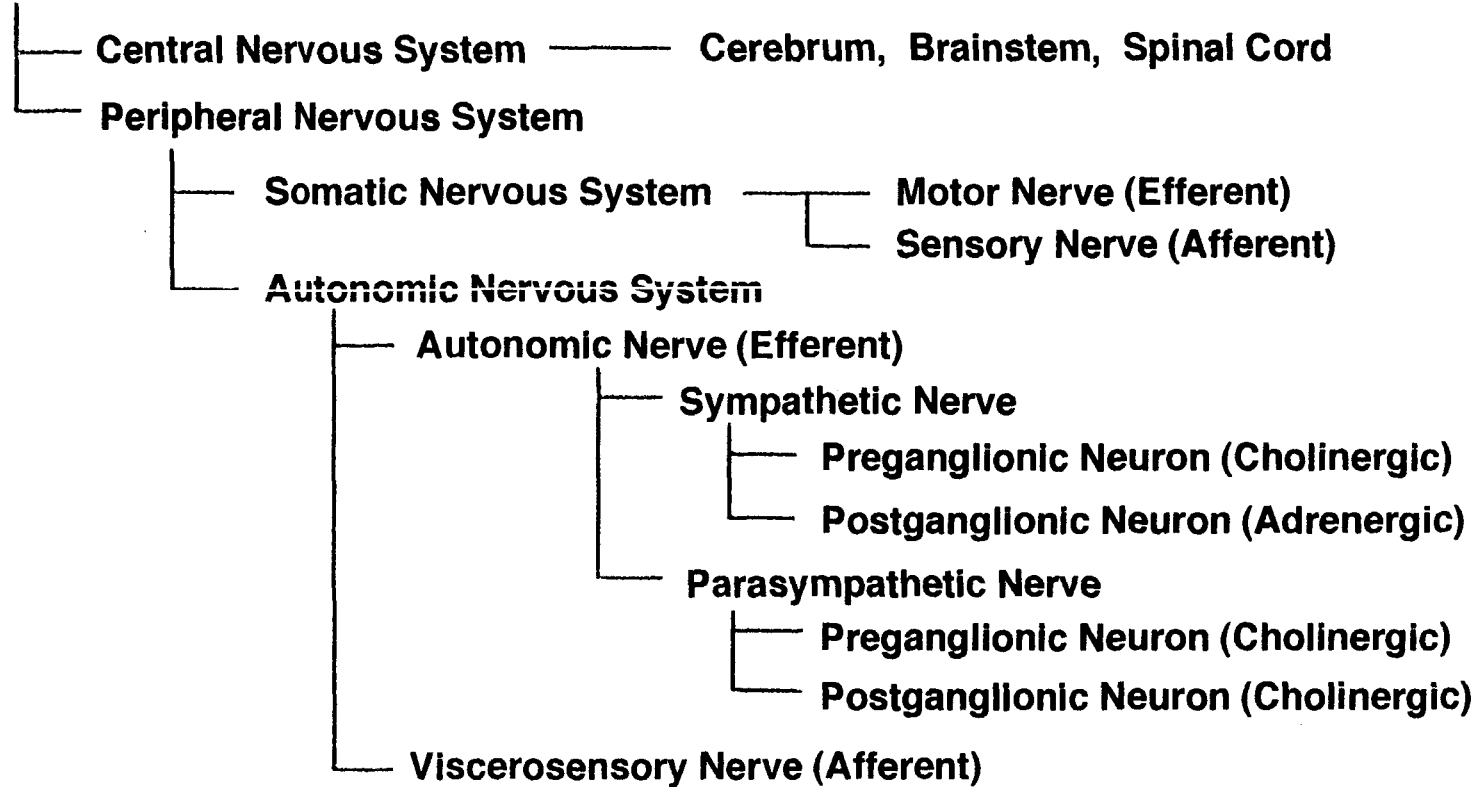 Central Nervous System Cerebrum, Brainstem, Spinal Cord
Peripheral Nervous System
Somatic Nervous System Motor Nerve (Efferent)
Sensory Nerve (Afferent)
Autonomic Nervous System
Autonomic Nerve (Efferent)
Sympathetic Nerve
Preganglionic Neuron (Cholinergic)
Postganglionic Neuron (Adrenergic)
Parasympathetic Nerve
Preganglionic Neuron (Cholinergic)
Postganglionic Neuron (Cholinergic)
Viscerosensory Nerve (Afferent)